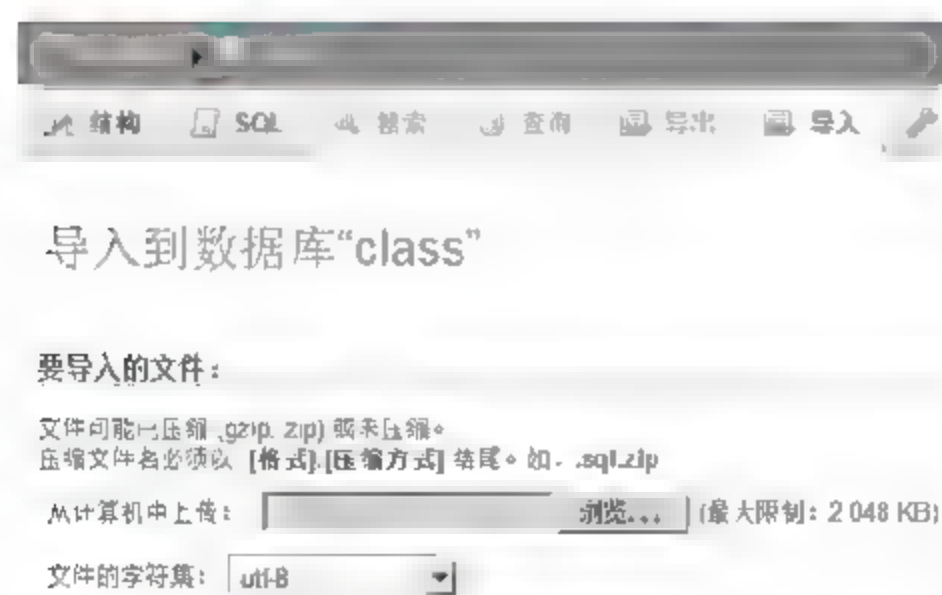 结构 SQL 搜索 查询 导出 导入
导入到数据库“class”
要导入的文件：
文件可能已压缩 (gzip, zip) 或未压缩。
压缩文件名必须以 .[格式].[压缩方式] 结尾。如：.sql.zip
从计算机中上传： 浏览... (最大限制：2 048 KB)
文件的字符集： utf-8